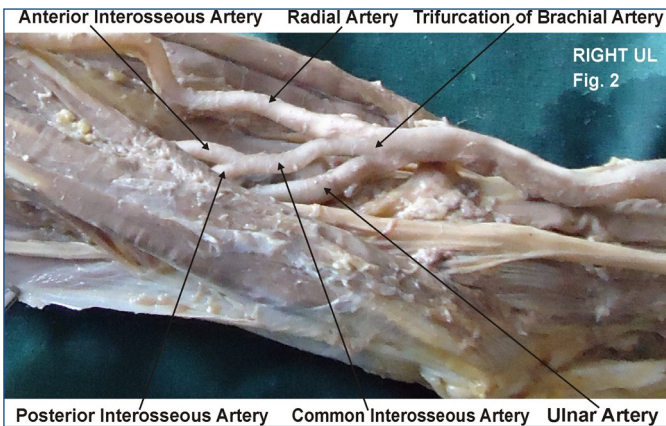 Anterior Interosseous Artery Radial Artery Trifurcation of Brachial Artery
RIGHT UL
Fig. 2
Posterior Interosseous Artery Common Interosseous Artery Ulnar Artery